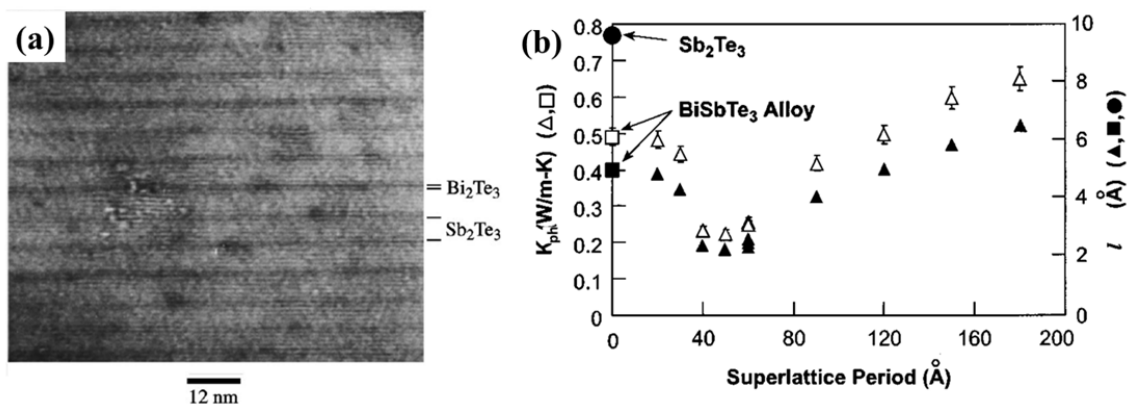 (a)
Bi₂Te₃
Sb₂Te₃
12 nm
(b)
K_ph(W/m-K) (△,□)
0.8
0.7
0.6
0.5
0.4
0.3
0.2
0.1
0
Sb₂Te₃
BiSbTe₃ Alloy
10
8
6
4
2
0
l (Å) (▲,■,●)
0
40
80
120
160
200
Superlattice Period (Å)